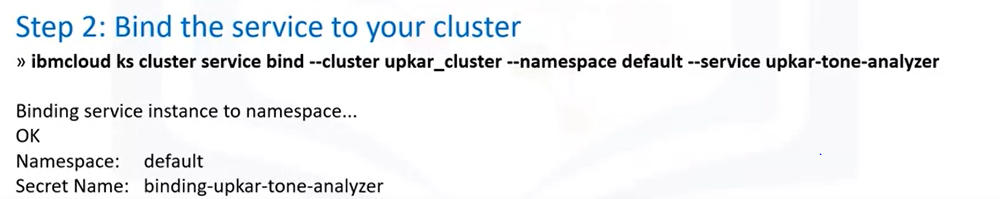 Step 2: Bind the service to your cluster
» ibmcloud ks cluster service bind --cluster upkar_cluster --namespace default --service upkar-tone-analyzer
Binding service instance to namespace...
OK
Namespace: default
Secret Name: binding-upkar-tone-analyzer